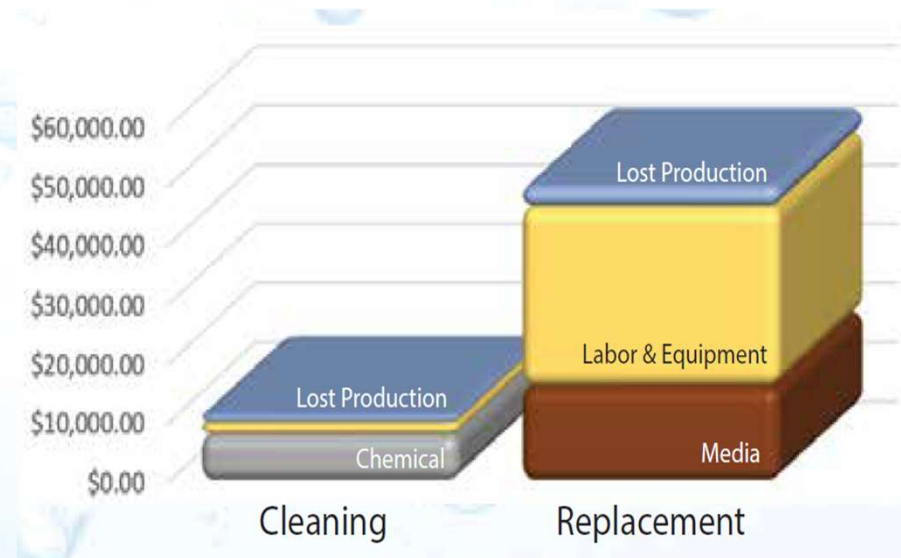 $60,000.00
$50,000.00
$40,000.00
$30,000.00
$20,000.00
$10,000.00
$0.00
Lost Production
Labor & Equipment
Media
Lost Production
Chemical
Cleaning
Replacement